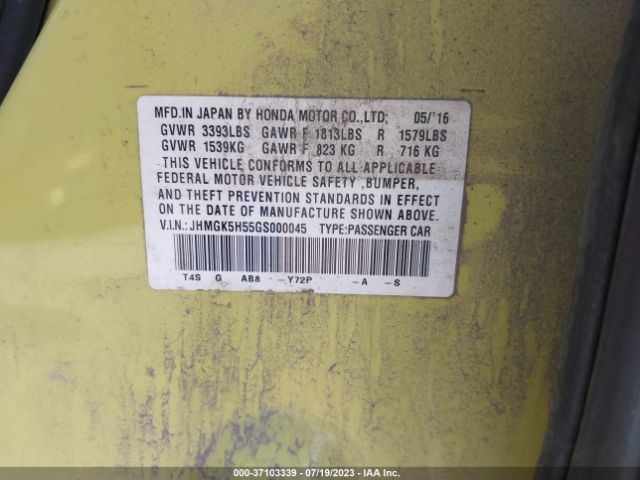 MFD.IN JAPAN BY HONDA MOTOR CO.,LTD; 05/'16
GVWR 3393LBS GAWR F 1813LBS R 1579LBS
GVWR 1539KG GAWR F 823 KG R 716 KG
THIS VEHICLE CONFORMS TO ALL APPLICABLE
FEDERAL MOTOR VEHICLE SAFETY ,BUMPER,
AND THEFT PREVENTION STANDARDS IN EFFECT
ON THE DATE OF MANUFACTURE SHOWN ABOVE.
V.I.N.: JHMGK5H55GS000045 TYPE:PASSENGER CAR
T4S G AB8 -Y72P -A -S
000-37103339 / 07/19/2023 - IAA Inc.